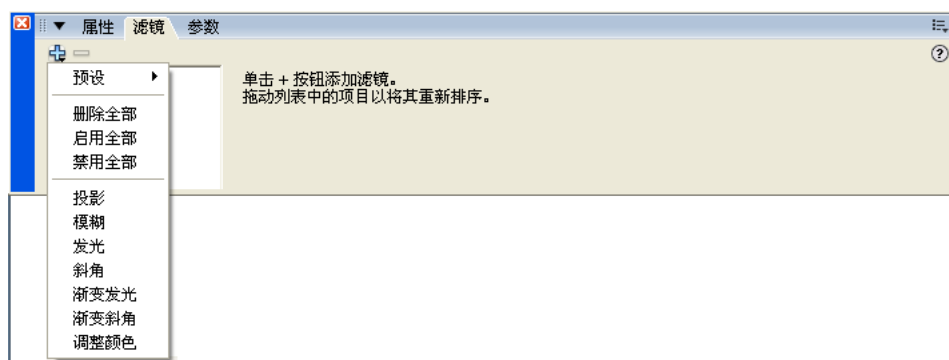 属性 滤镜 参数
单击 + 按钮添加滤镜。
拖动列表中的项目以将其重新排序。
预设
删除全部
启用全部
禁用全部
投影
模糊
发光
斜角
渐变发光
渐变斜角
调整颜色